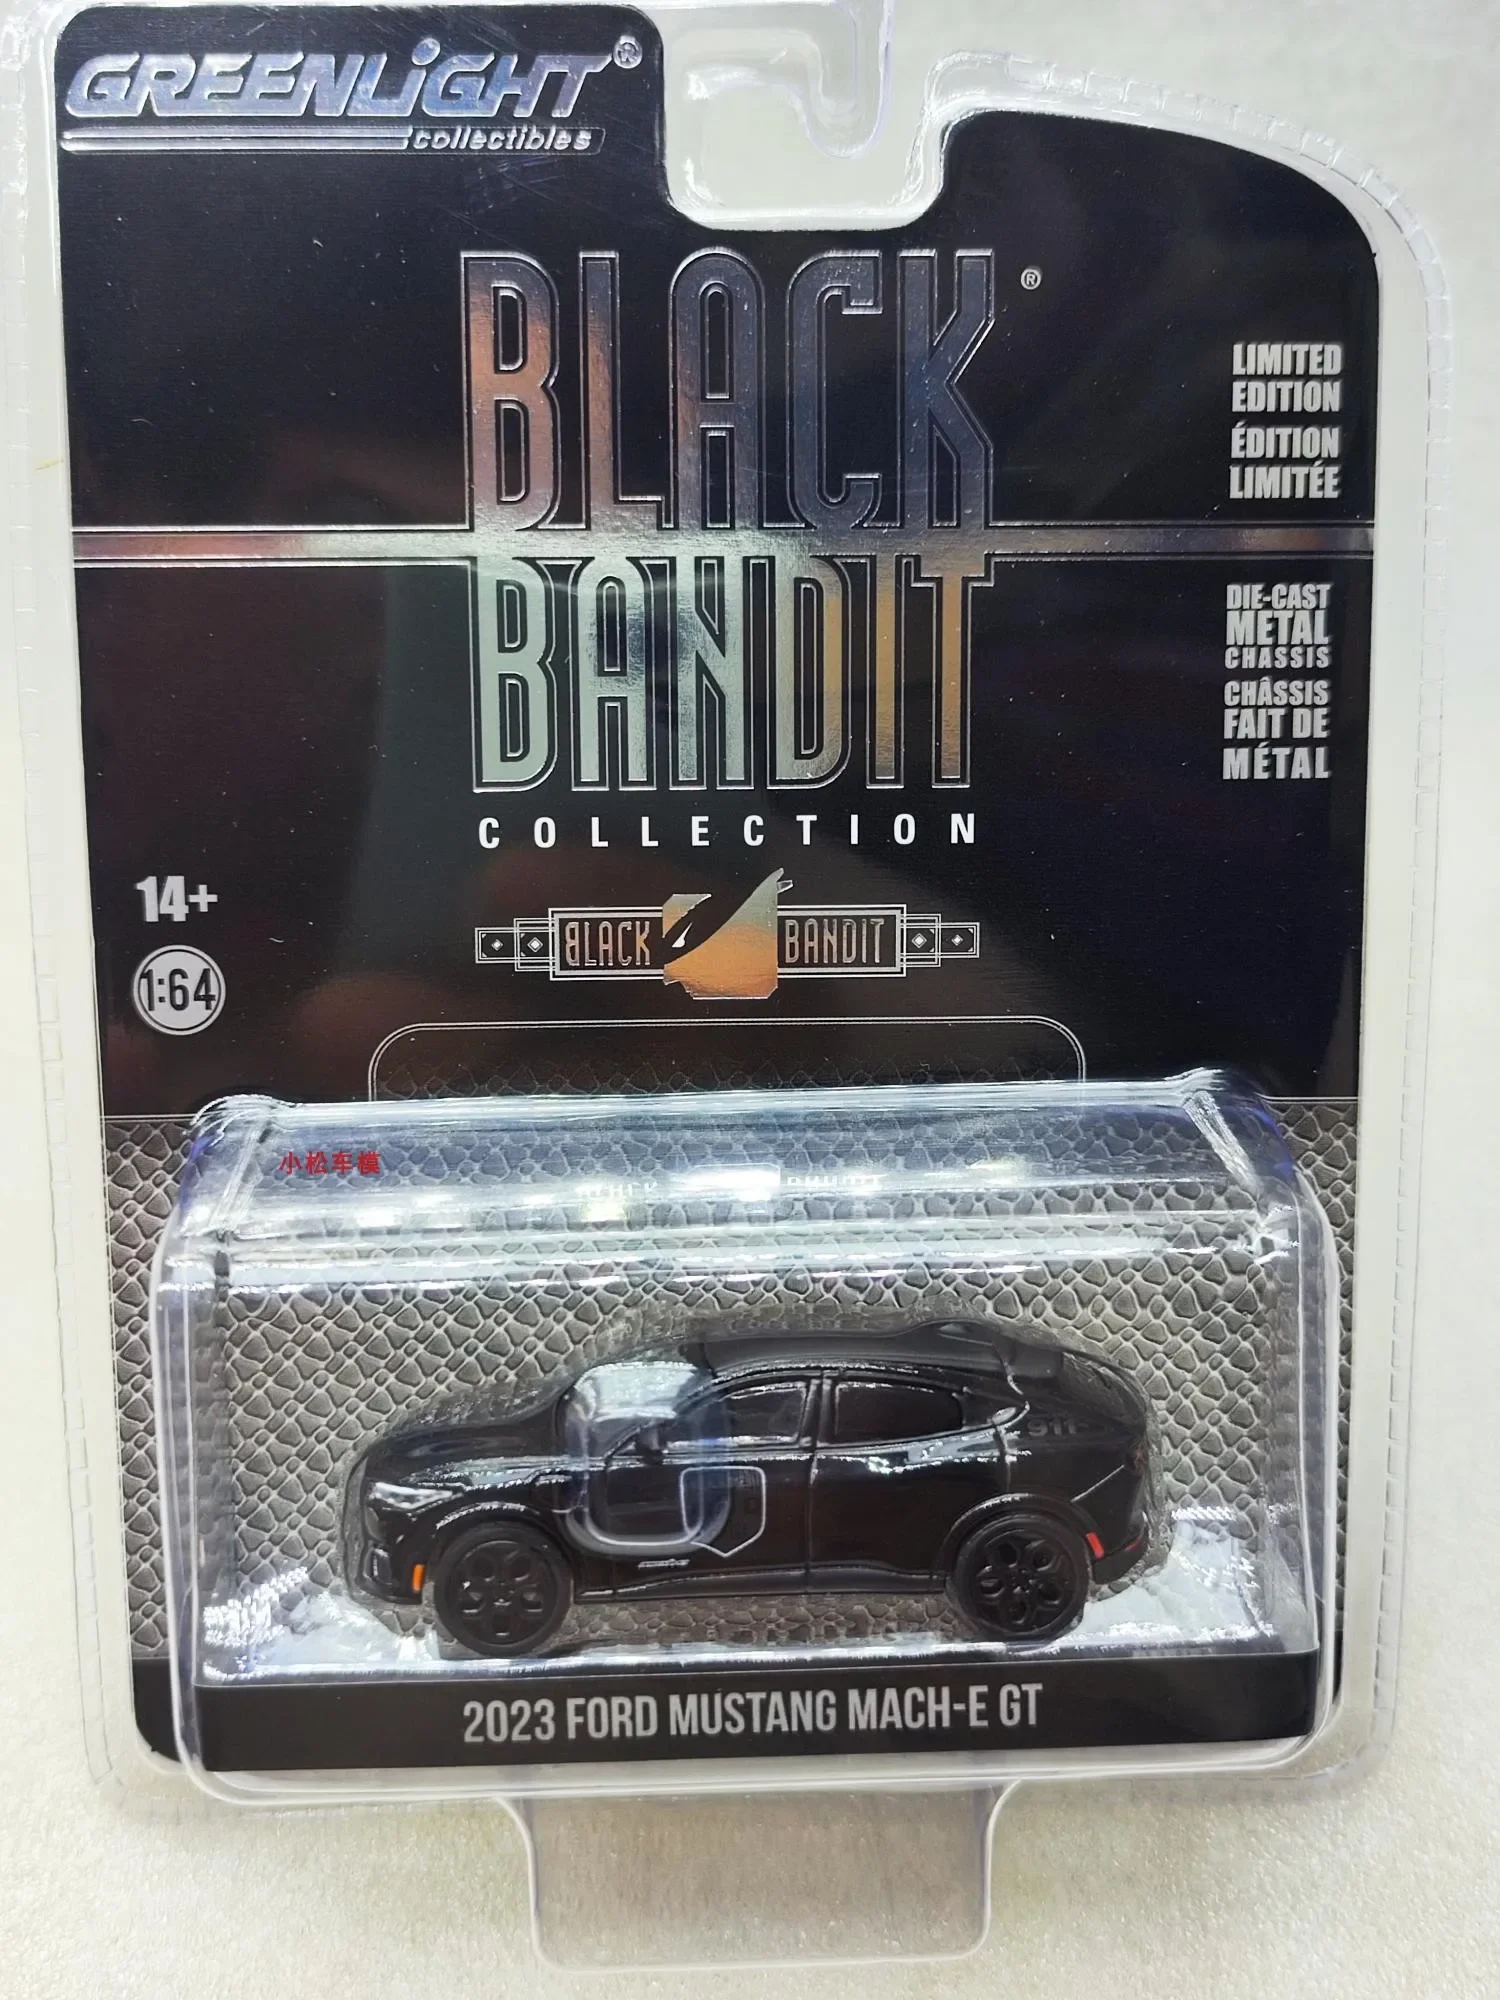 GREENLiGHT®
collectibles
BLACK®
BANDIT
COLLECTION
LIMITED
EDITION
ÉDITION
LIMITÉE
DIE-CAST
METAL
CHASSIS
CHÂSSIS
FAIT DE
MÉTAL
14+
1:64
BLACK BANDIT
小松车模
911
2023 FORD MUSTANG MACH-E GT